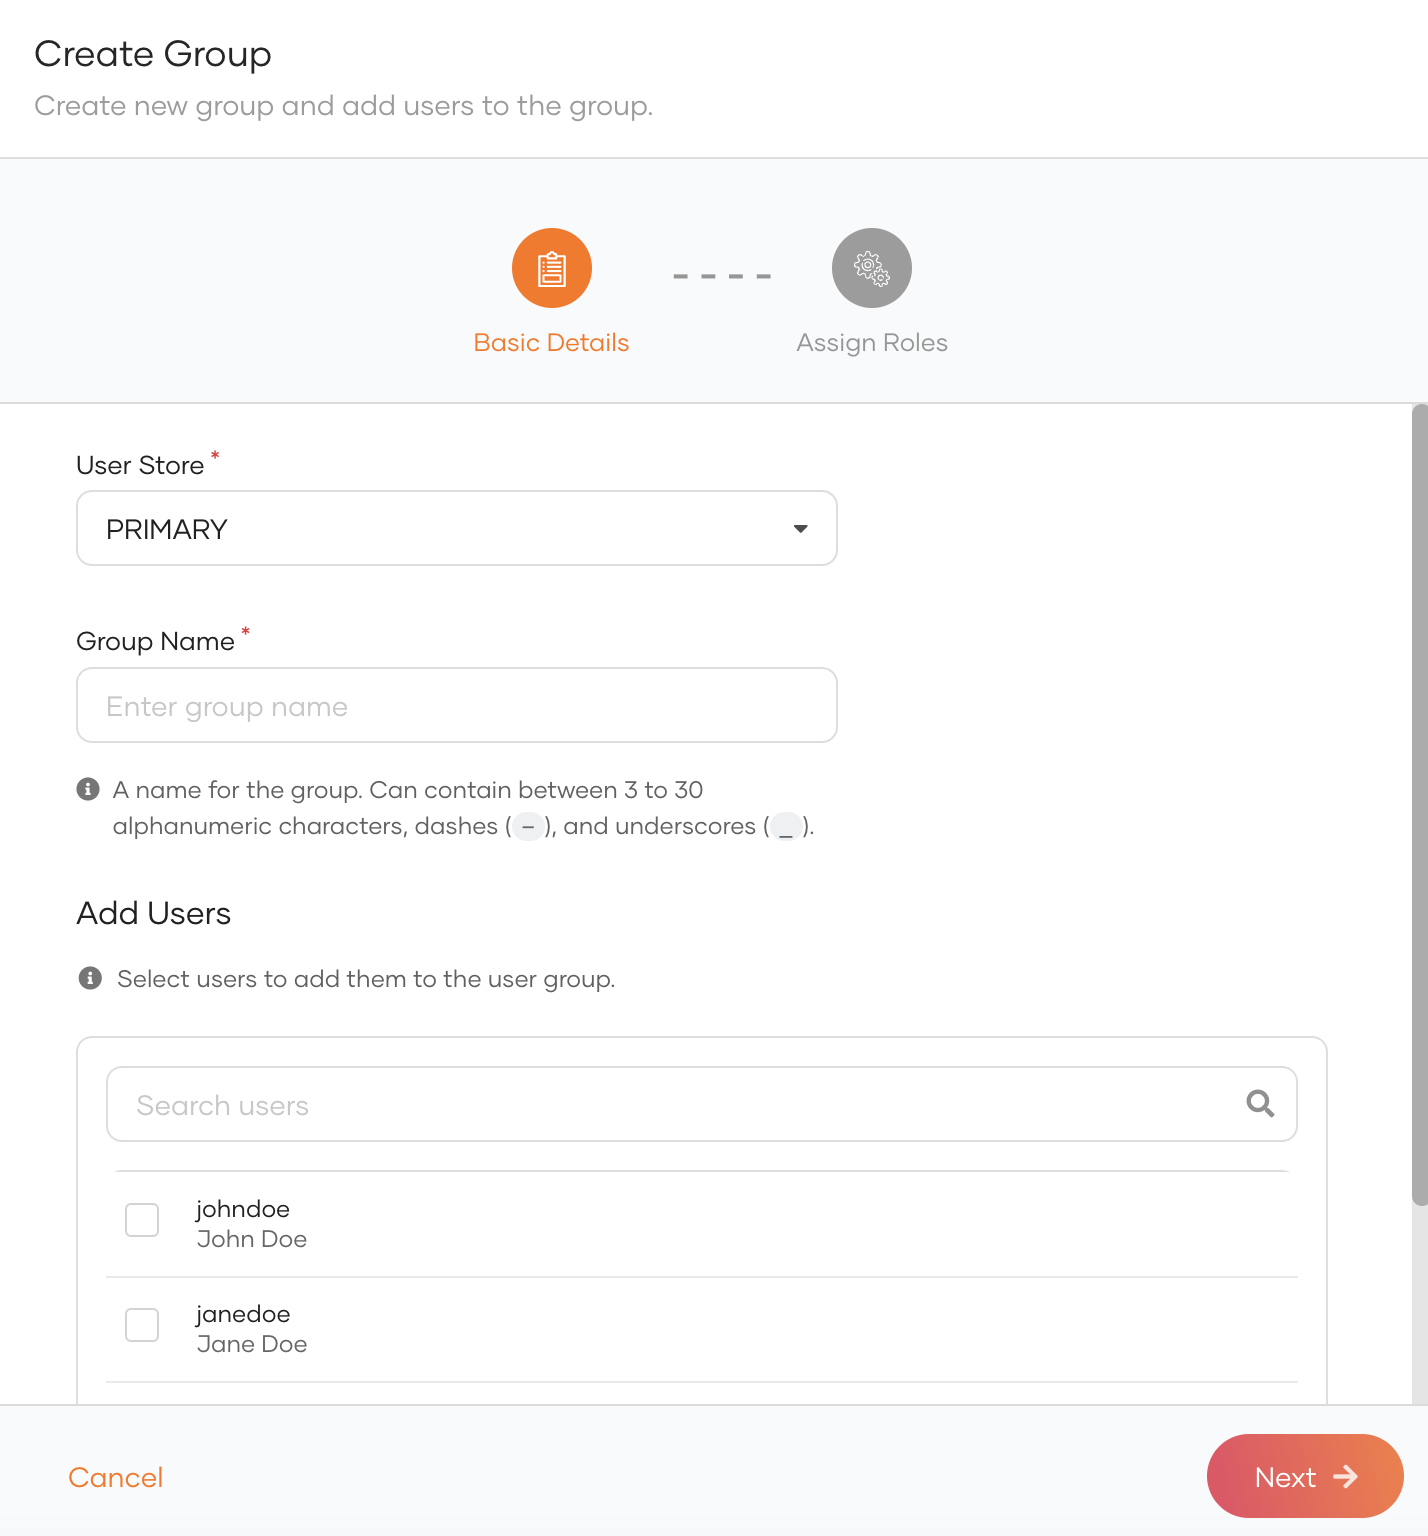 Create Group
Create new group and add users to the group.
Basic Details
Assign Roles
User Store *
PRIMARY
Group Name *
Enter group name
A name for the group. Can contain between 3 to 30
alphanumeric characters, dashes (-), and underscores (_).
Add Users
Select users to add them to the user group.
Search users
johndoe
John Doe
janedoe
Jane Doe
Cancel
Next →